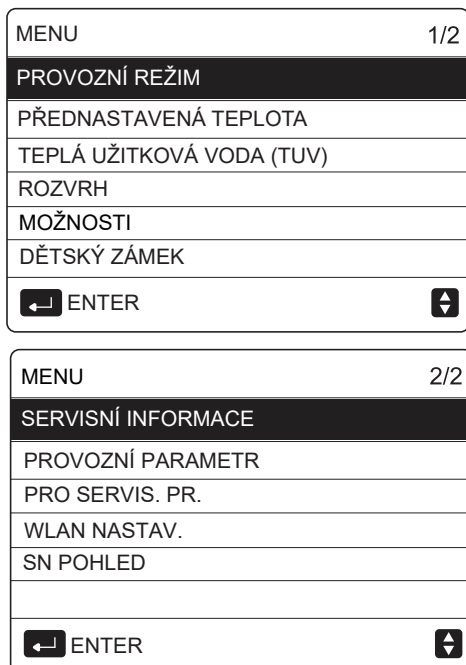 MENU 1/2
PROVOZNÍ REŽIM
PŘEDNASTAVENÁ TEPLOTA
TEPLÁ UŽITKOVÁ VODA (TUV)
ROZVRH
MOŽNOSTI
DĚTSKÝ ZÁMEK
ENTER
MENU 2/2
SERVISNÍ INFORMACE
PROVOZNÍ PARAMETR
PRO SERVIS. PR.
WLAN NASTAV.
SN POHLED
ENTER